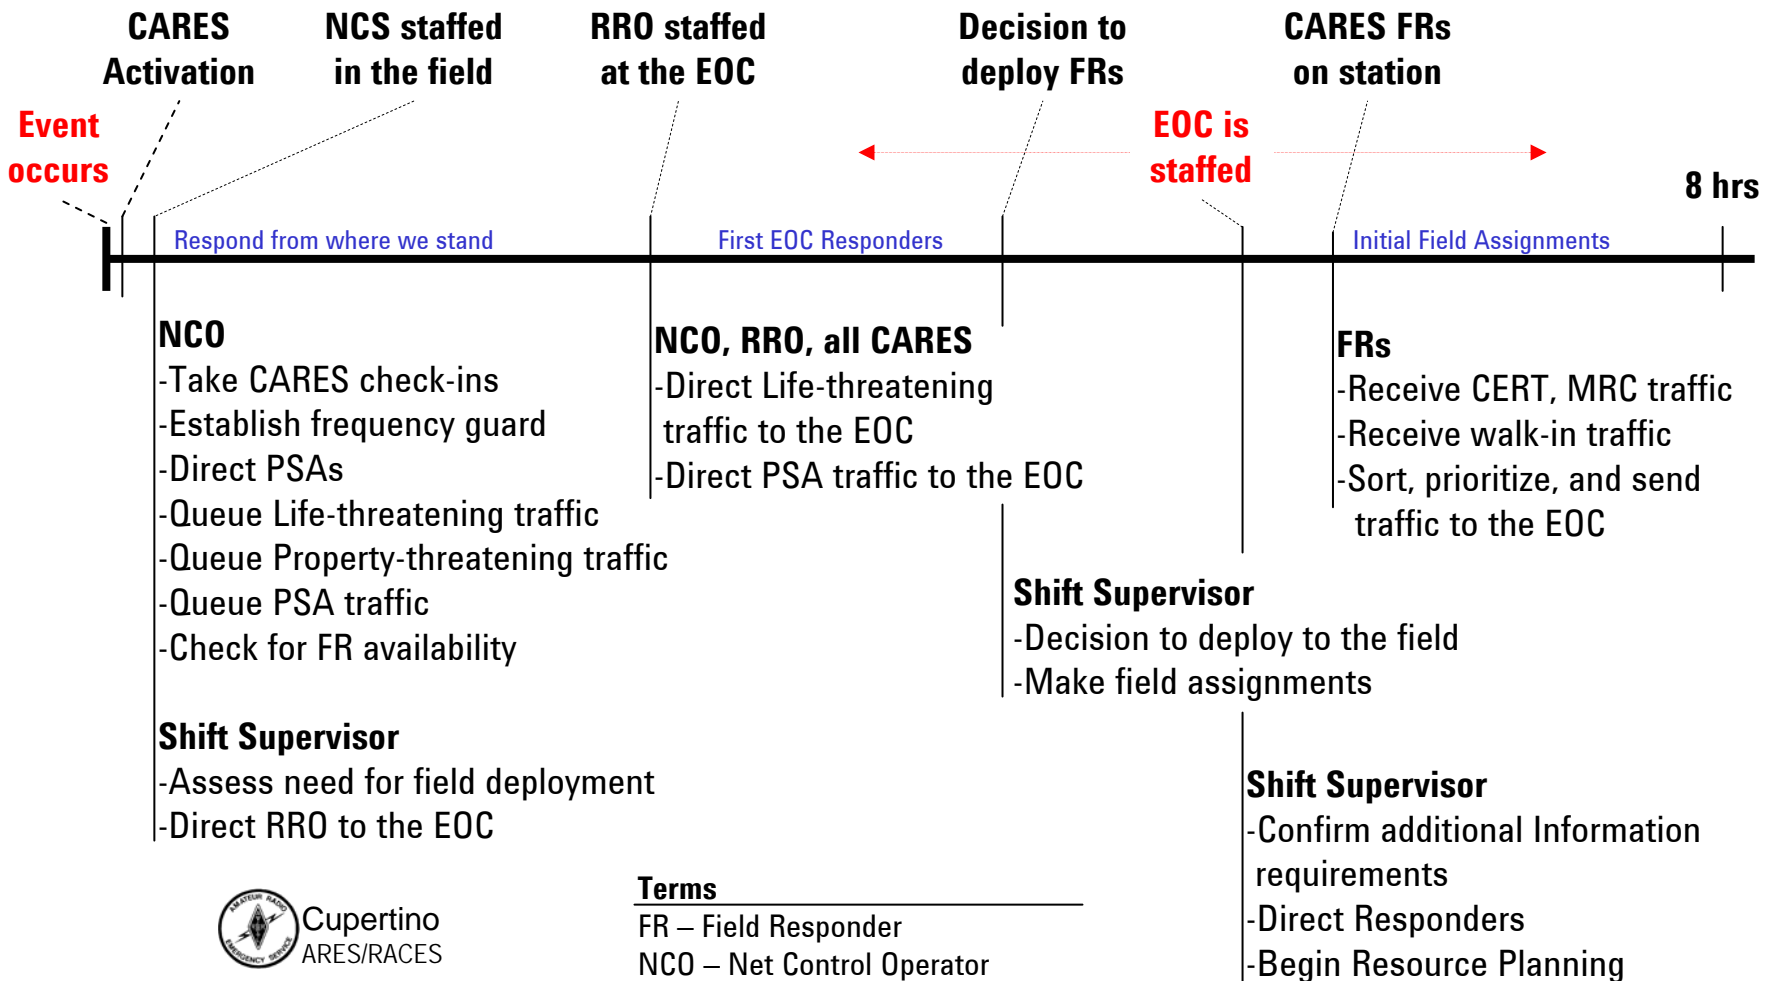 CARES
Activation
NCS staffed
in the field
RRO staffed
at the EOC
Decision to
deploy FRs
CARES FRs
on station
Event
occurs
EOC is
staffed
8 hrs
Respond from where we stand
First EOC Responders
Initial Field Assignments
NCO
-Take CARES check-ins
-Establish frequency guard
-Direct PSAs
-Queue Life-threatening traffic
-Queue Property-threatening traffic
-Queue PSA traffic
-Check for FR availability
Shift Supervisor
-Assess need for field deployment
-Direct RRO to the EOC
NCO, RRO, all CARES
-Direct Life-threatening
traffic to the EOC
-Direct PSA traffic to the EOC
Shift Supervisor
-Decision to deploy to the field
-Make field assignments
FRs
-Receive CERT, MRC traffic
-Receive walk-in traffic
-Sort, prioritize, and send
traffic to the EOC
Shift Supervisor
-Confirm additional Information
requirements
-Direct Responders
-Begin Resource Planning
AMATEUR RADIO
EMERGENCY SERVICE
Cupertino
ARES/RACES
Terms
FR – Field Responder
NCO – Net Control Operator